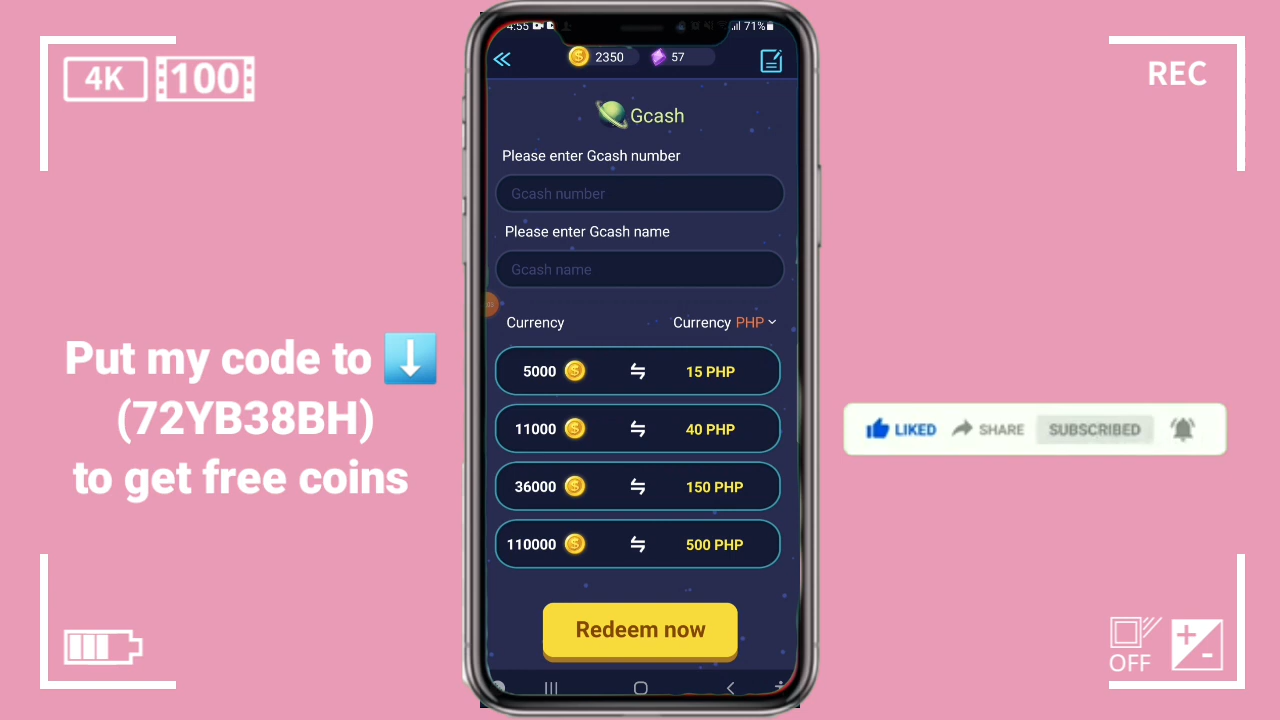 4K
100
REC
4:55
71%
2350
57
Gcash
Please enter Gcash number
Gcash number
Please enter Gcash name
Gcash name
Currency
Currency PHP
5000 15 PHP
11000 40 PHP
36000 150 PHP
110000 500 PHP
Redeem now
Put my code to
(72YB38BH)
to get free coins
LIKED SHARE SUBSCRIBED
OFF